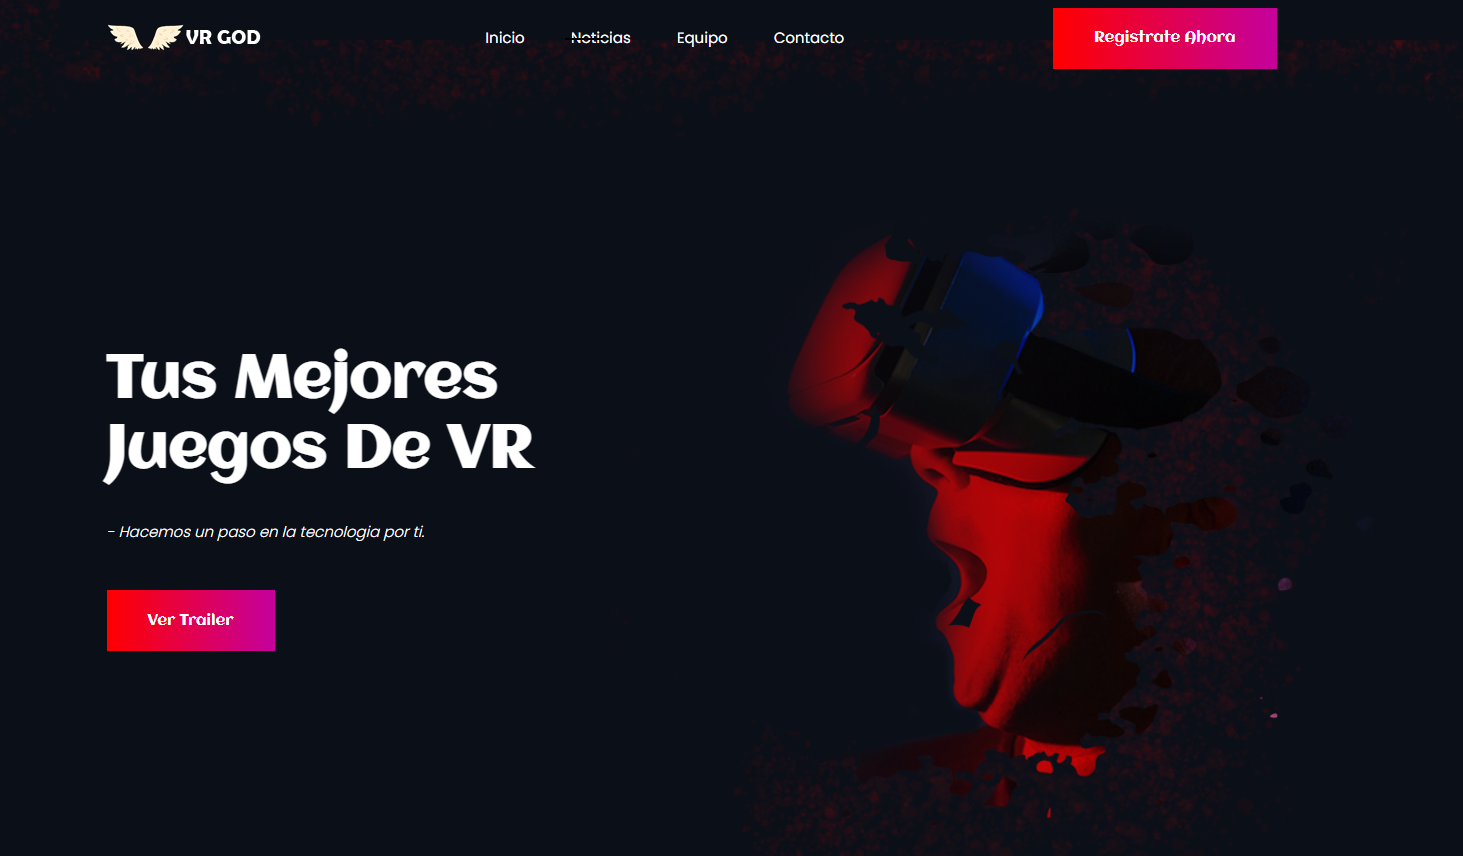 VR GOD
Inicio
Noticias
Equipo
Contacto
Registrate Ahora
Tus Mejores
Juegos De VR
- Hacemos un paso en la tecnologia por ti.
Ver Trailer